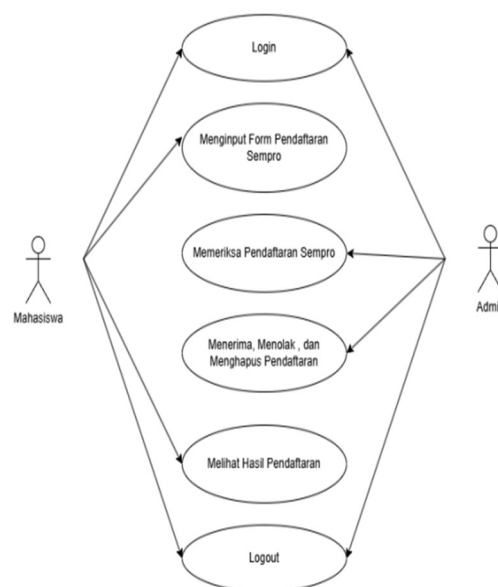 Login
Menginput Form Pendaftaran
Sempro
Memeriksa Pendaftaran Sempro
Mahasiswa
Admi
Menerima, Menolak , dan
Menghapus Pendaftaran
Melihat Hasil Pendaftaran
Logout